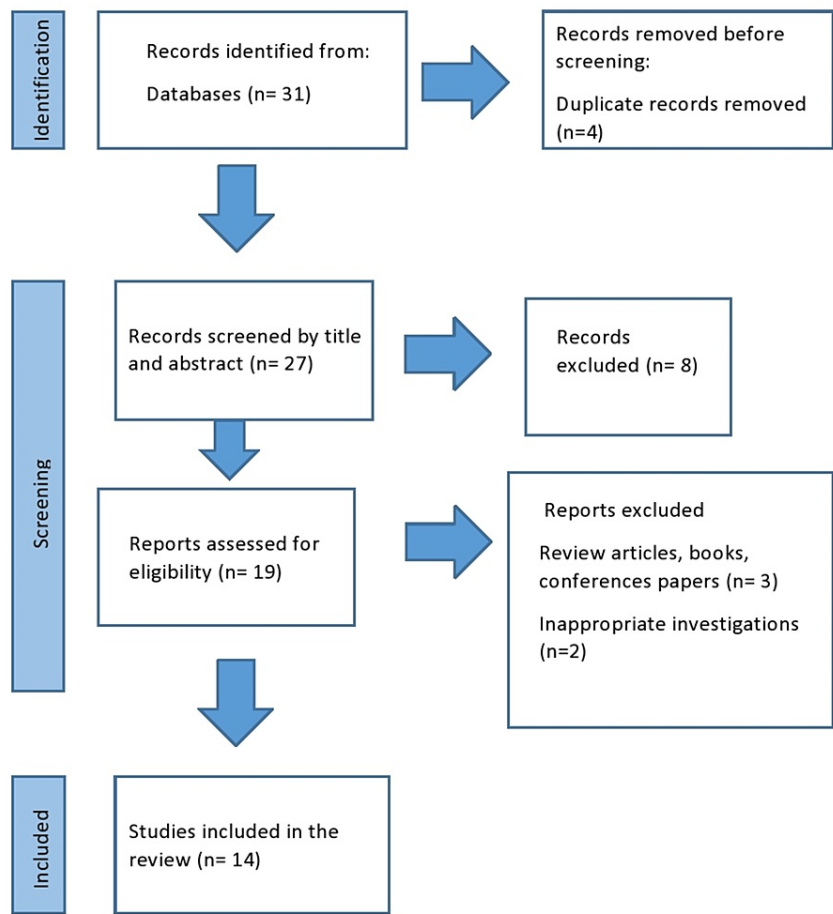 Identification
Records identified from:
Databases (n= 31)
Records removed before
screening:
Duplicate records removed
(n=4)
Screening
Records screened by title
and abstract (n= 27)
Records
excluded (n= 8)
Reports assessed for
eligibility (n= 19)
Reports excluded
Review articles, books,
conferences papers (n= 3)
Inappropriate investigations
(n=2)
Included
Studies included in the
review (n= 14)